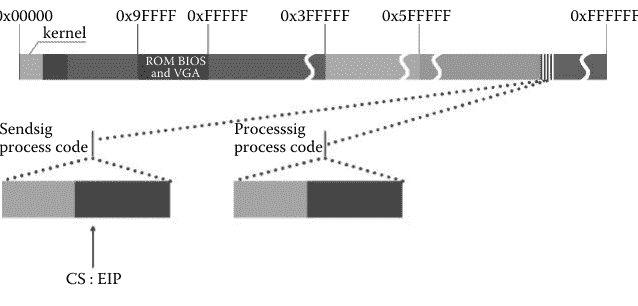 0x00000 0x9FFFF 0xFFFFF 0x3FFFFF 0x5FFFFF 0xFFFFFF
kernel
ROM BIOS
and VGA
Sendsig
process code
Processsig
process code
CS : EIP